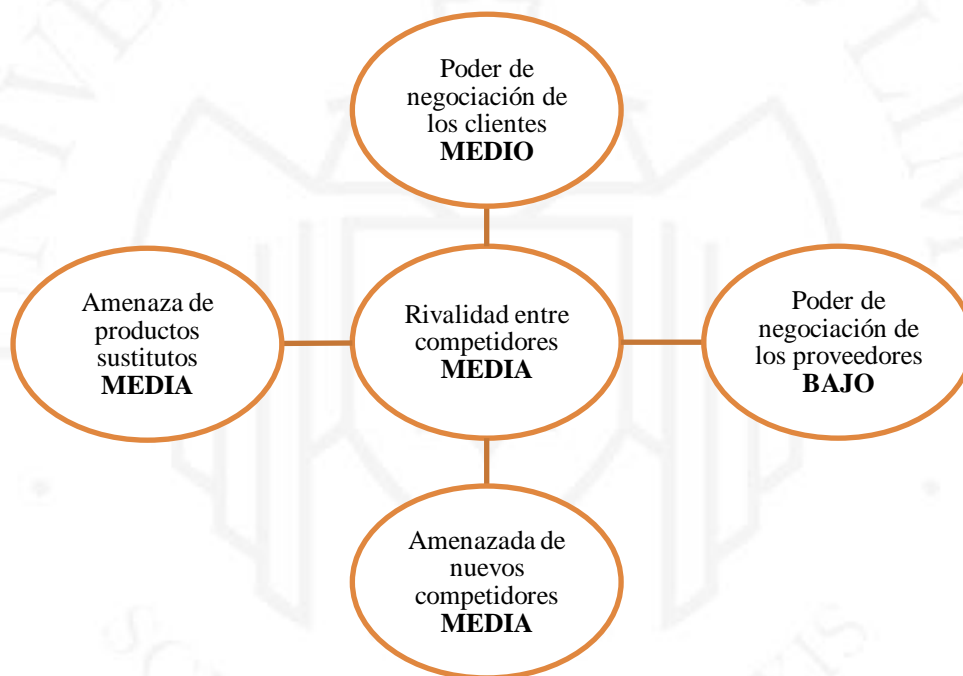 Poder de
negociación de
los clientes
MEDIO
Amenaza de
productos
sustitutos
MEDIA
Rivalidad entre
competidores
MEDIA
Poder de
negociación de
los proveedores
BAJO
Amenazada de
nuevos
competidores
MEDIA